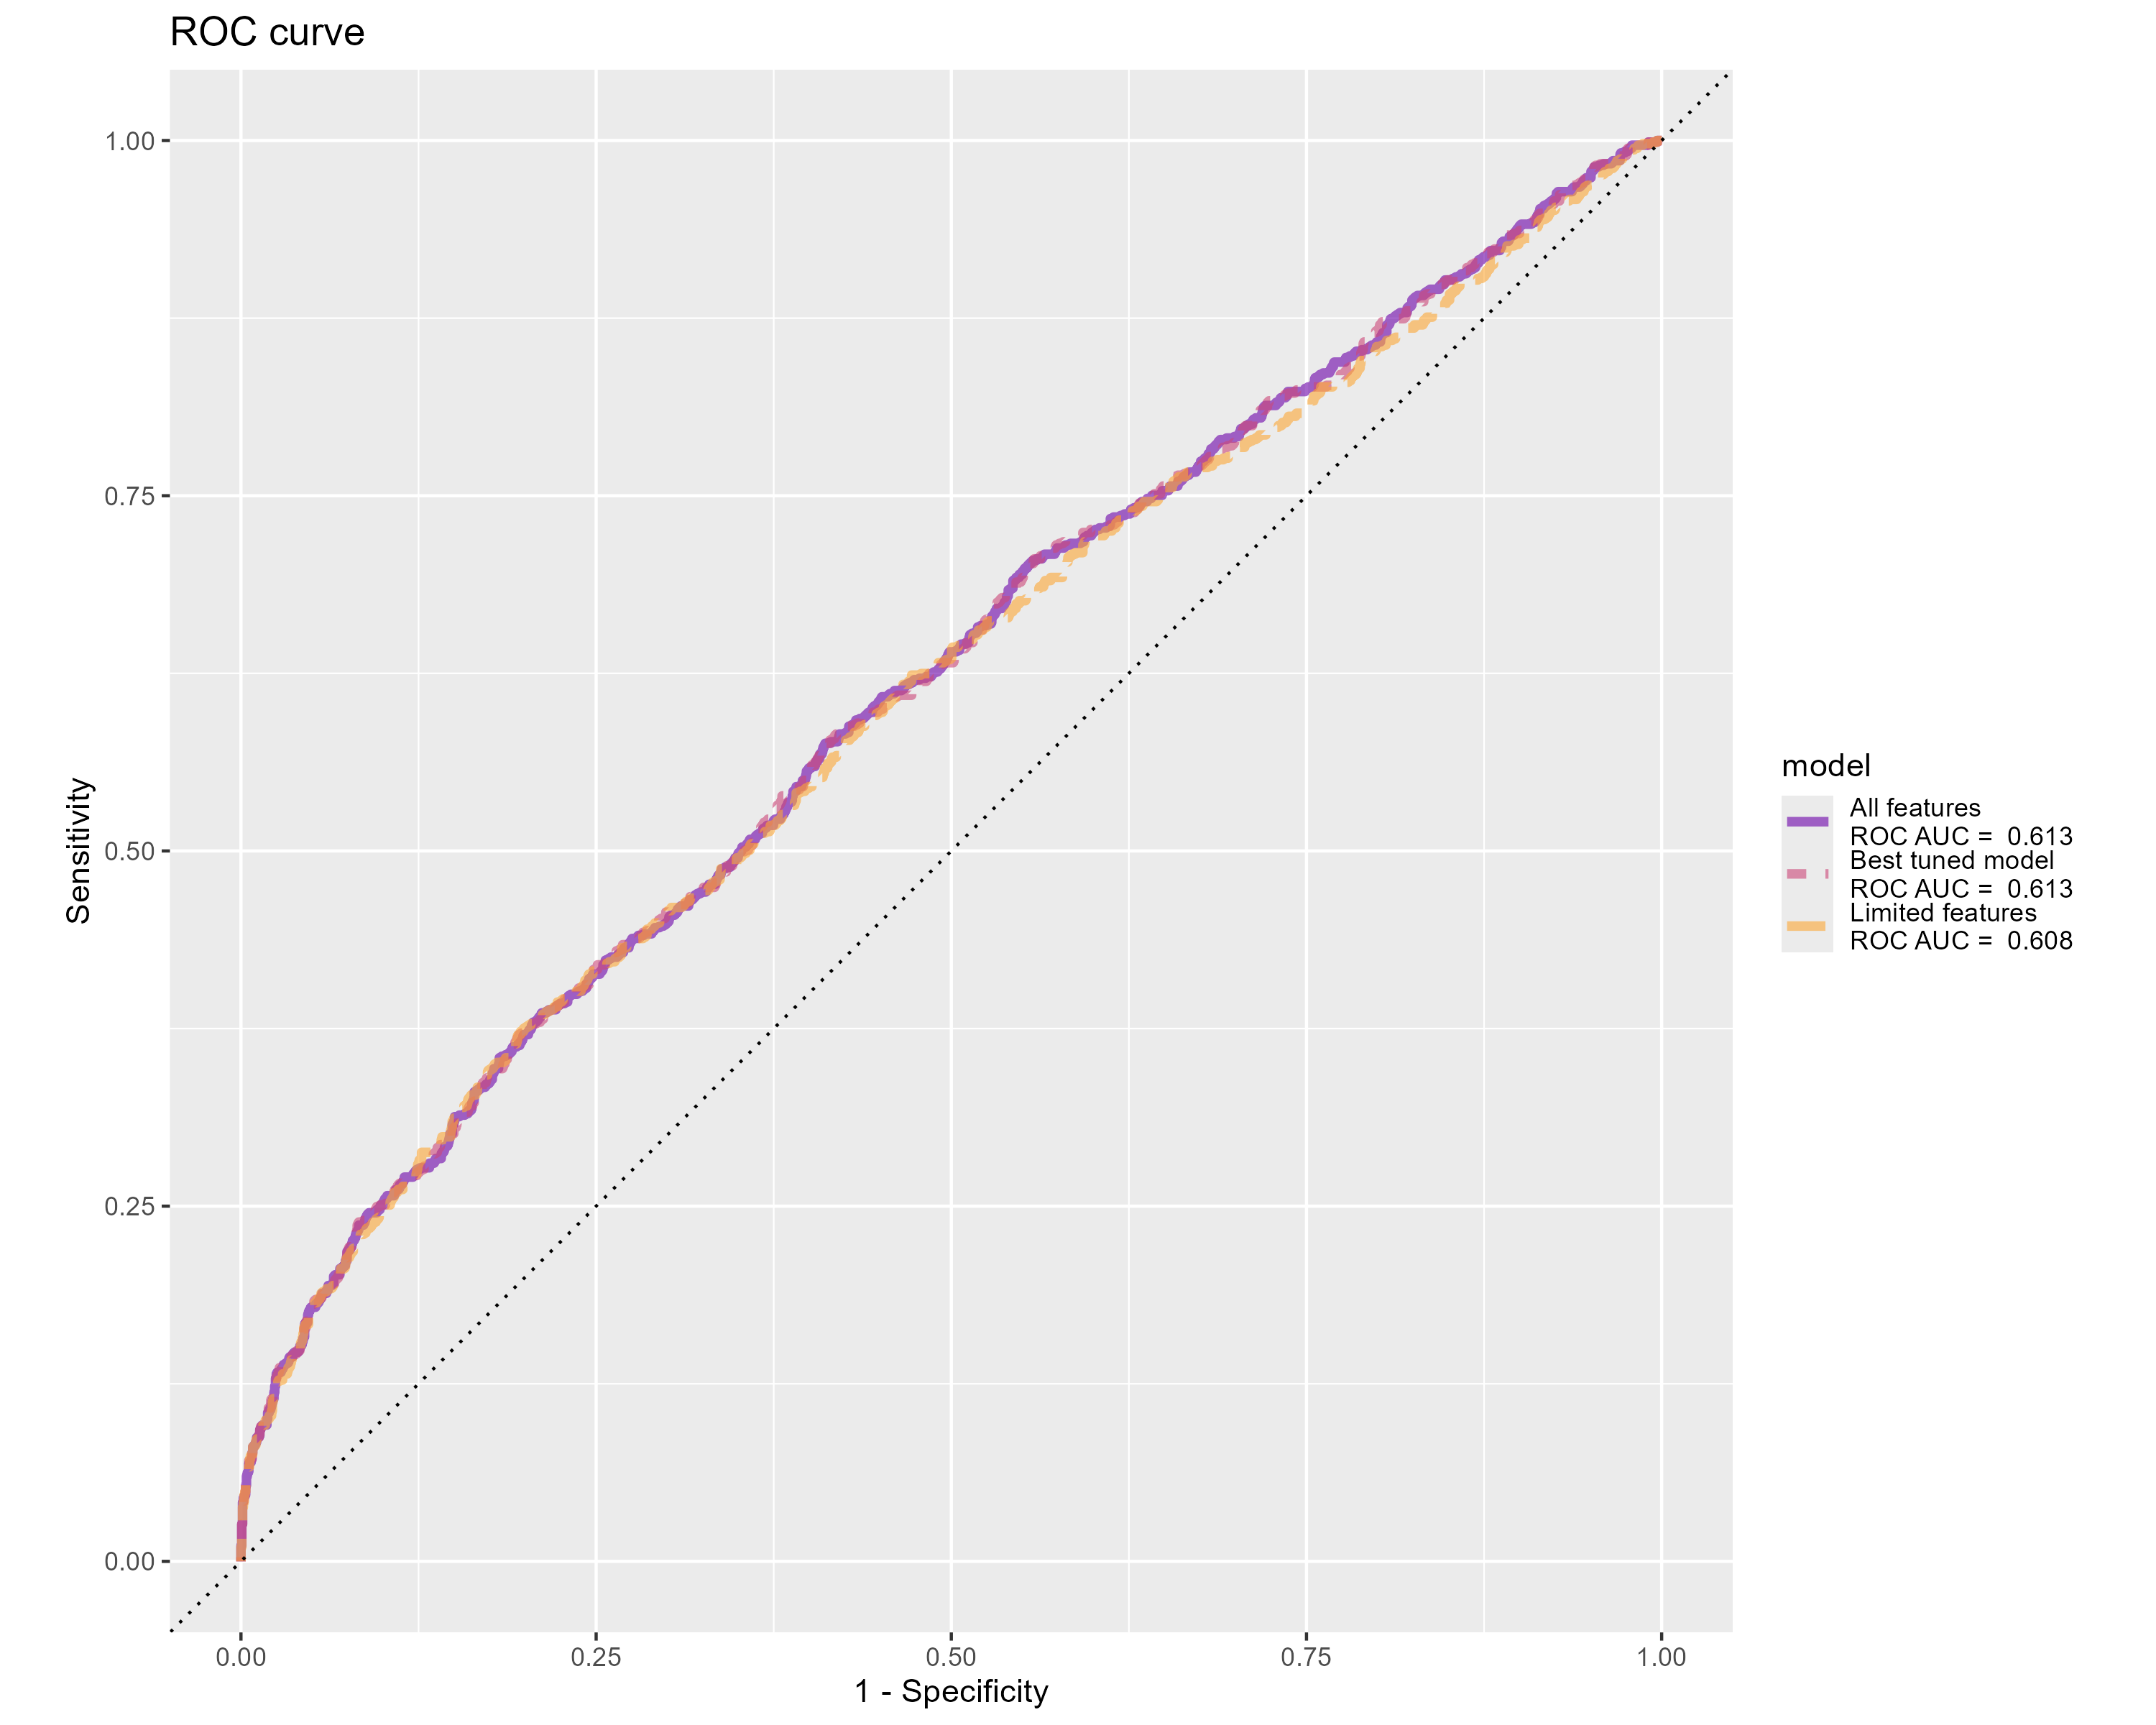 ROC curve
1.00
0.75
0.50
0.25
0.00
Sensitivity
0.00
0.25
0.50
0.75
1.00
1 - Specificity
model
All features
ROC AUC = 0.613
Best tuned model
ROC AUC = 0.613
Limited features
ROC AUC = 0.608